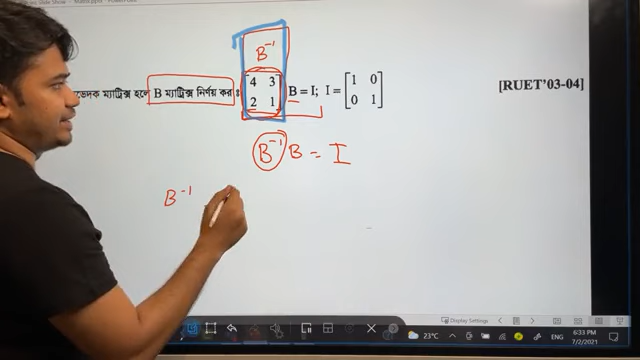 B⁻¹
ভেদক ম্যাট্রিক্স হলে B ম্যাট্রিক্স নির্ণয় কর : [4 3 B = I; I = [1 0
2 1] 0 1] [RUET'03-04]
B⁻¹ B = I
B⁻¹
Display Settings
23°C
ENG
6:33 PM
7/2/2021